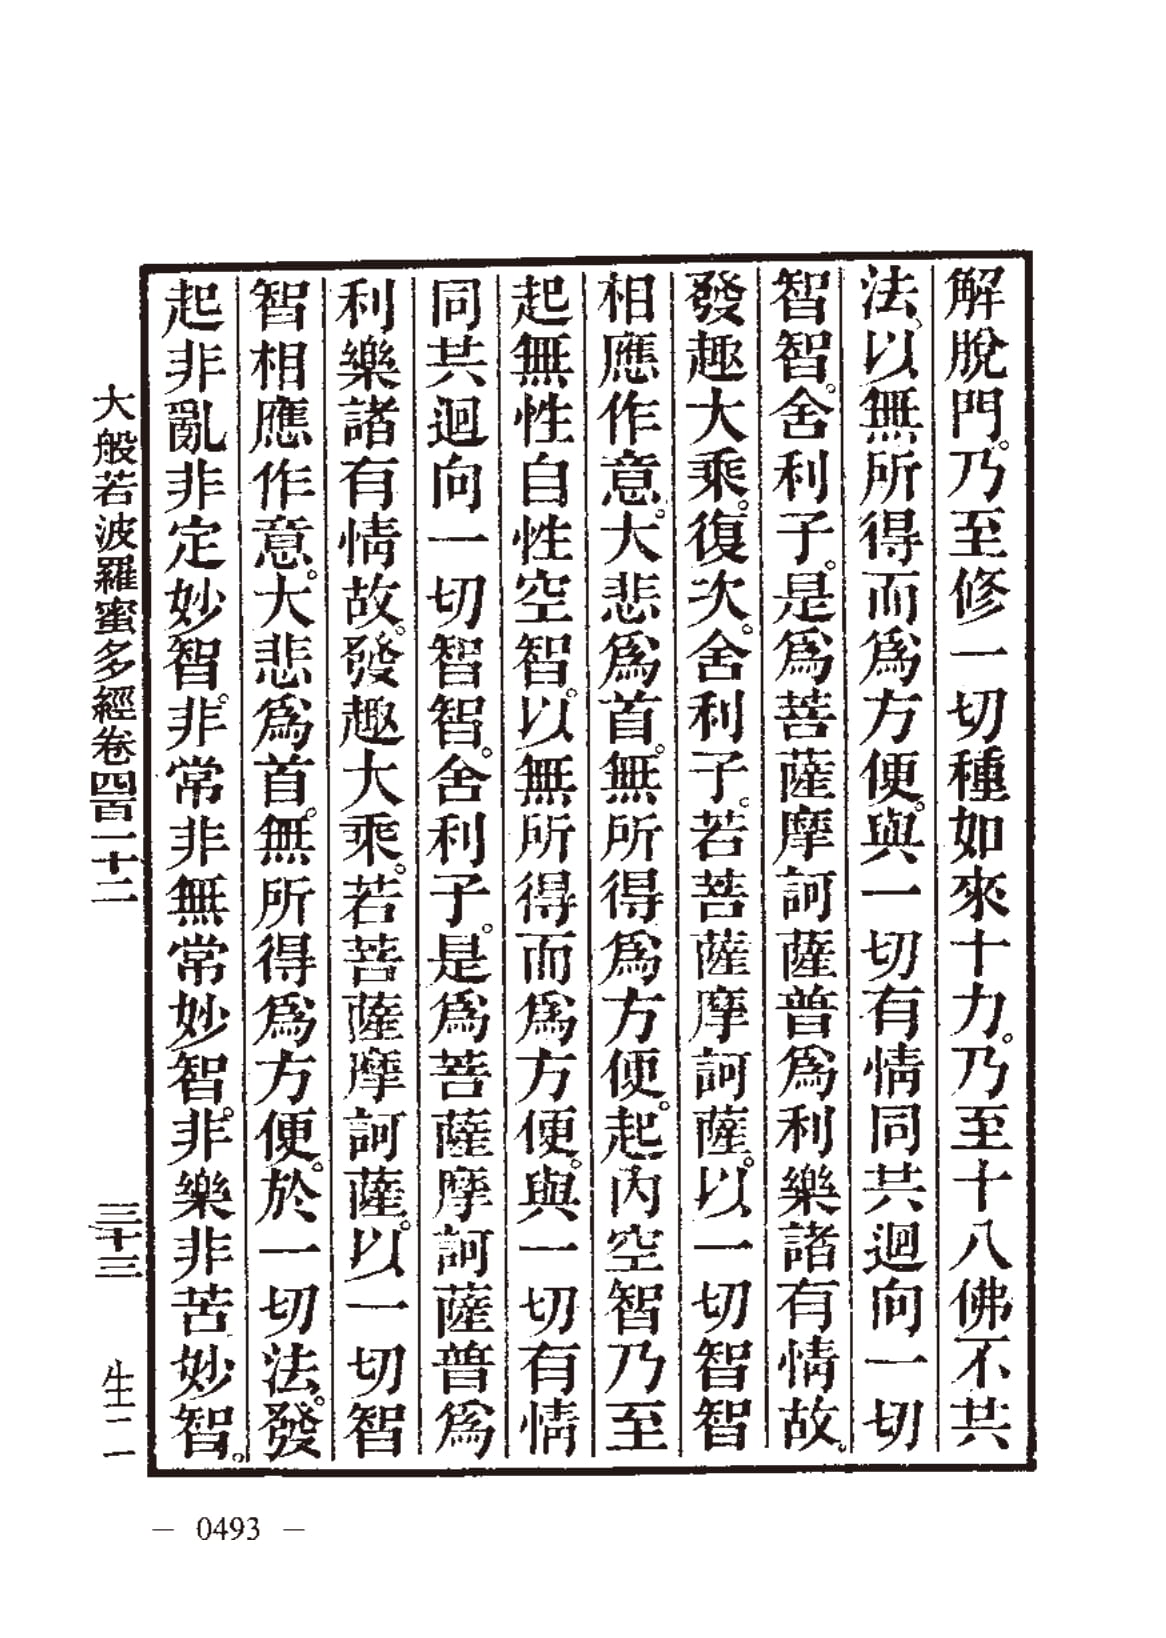 解脫門。乃至修一切種如來十力。乃至十八佛不共
法、以無所得而爲方便。與一切有情同共迴向一切
智智。舍利子。是爲菩薩摩訶薩普爲利樂諸有情故。
發趣大乘。復次。舍利子。若菩薩摩訶薩。以一切智智
相應作意。大悲爲首。無所得爲方便。起內空智乃至
起無性自性空智。以無所得而爲方便。與一切有情
同共迴向一切智智。舍利子。是爲菩薩摩訶薩普爲
利樂諸有情故。發趣大乘。若菩薩摩訶薩。以一切智
智相應作意。大悲爲首。無所得爲方便。於一切法。發
起非亂非定妙智。非常非無常妙智。非樂非苦妙智。
大般若波羅蜜多經卷四百一十二
三十三
生二一
— 0493 —